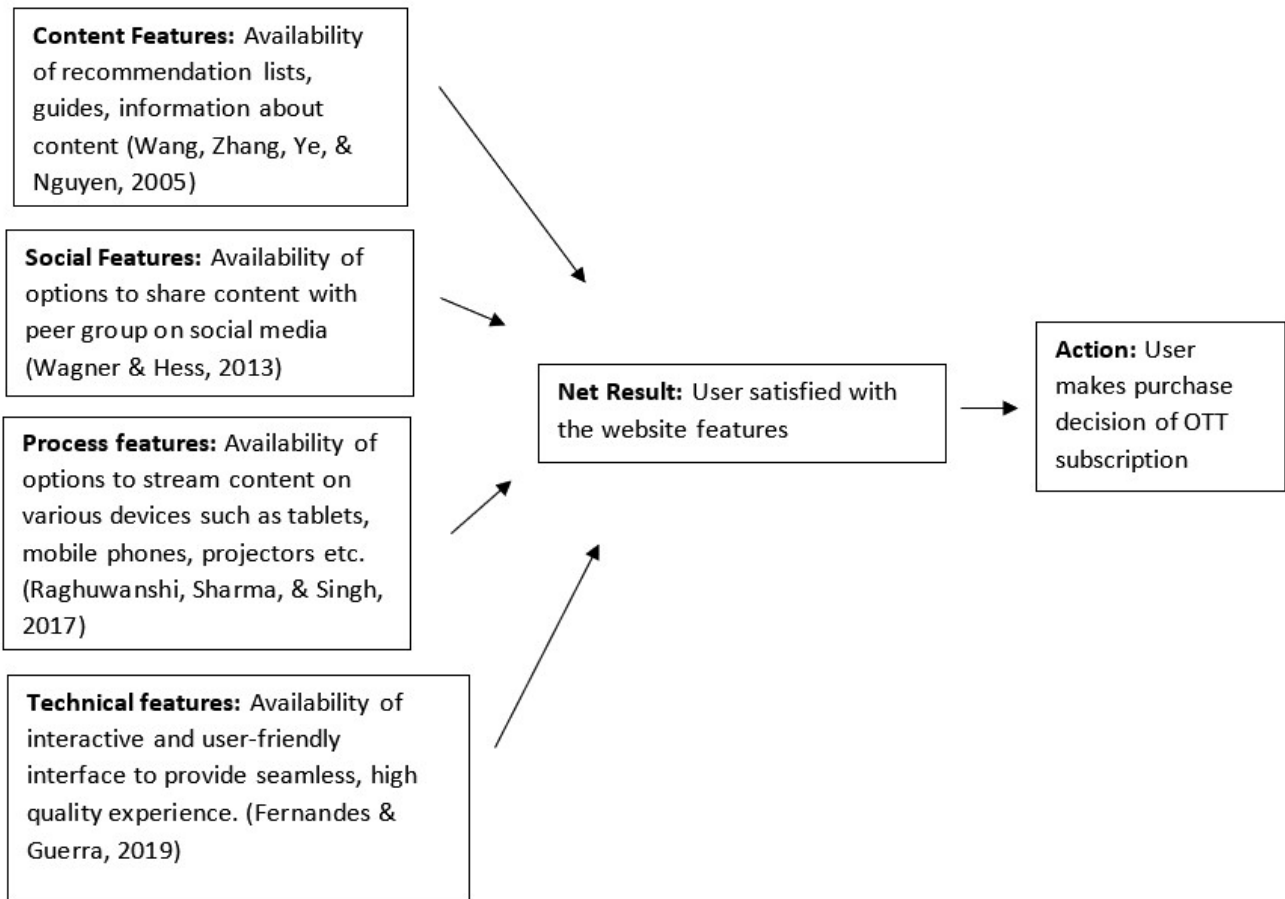 Content Features: Availability
of recommendation lists,
guides, information about
content (Wang, Zhang, Ye, &
Nguyen, 2005)
Social Features: Availability of
options to share content with
peer group on social media
(Wagner & Hess, 2013)
Process features: Availability of
options to stream content on
various devices such as tablets,
mobile phones, projectors etc.
(Raghuwanshi, Sharma, & Singh,
2017)
Technical features: Availability of
interactive and user-friendly
interface to provide seamless, high
quality experience. (Fernandes &
Guerra, 2019)
Net Result: User satisfied with
the website features
Action: User
makes purchase
decision of OTT
subscription